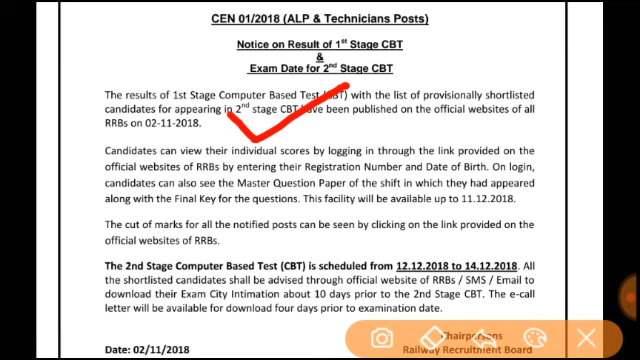 CEN 01/2018 (ALP & Technicians Posts)
Notice on Result of 1st Stage CBT
&
Exam Date for 2nd Stage CBT
The results of 1st Stage Computer Based Test (CBT) with the list of provisionally shortlisted
candidates for appearing in 2nd stage CBT have been published on the official websites of all
RRBs on 02-11-2018.
Candidates can view their individual scores by logging in through the link provided on the
official websites of RRBs by entering their Registration Number and Date of Birth. On login,
candidates can also see the Master Question Paper of the shift in which they had appeared
along with the Final Key for the questions. This facility will be available up to 11.12.2018.
The cut of marks for all the notified posts can be seen by clicking on the link provided on the
official websites of RRBs.
The 2nd Stage Computer Based Test (CBT) is scheduled from 12.12.2018 to 14.12.2018. All
the shortlisted candidates shall be advised through official website of RRBs / SMS / Email to
download their Exam City Intimation about 10 days prior to the 2nd Stage CBT. The e-call
letter will be available for download four days prior to examination date.
Chairpersons
Date: 02/11/2018 Railway Recruitment Board